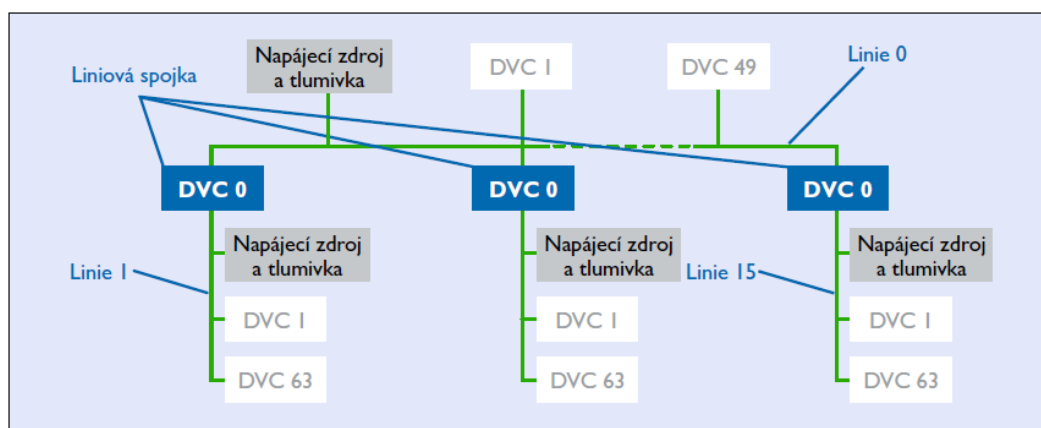 Napájecí zdroj
a tlumivka
DVC 1
DVC 49
Linie 0
Liniová spojka
DVC 0
DVC 0
DVC 0
Napájecí zdroj
a tlumivka
Napájecí zdroj
a tlumivka
Napájecí zdroj
a tlumivka
Linie 1
Linie 15
DVC 1
DVC 1
DVC 1
DVC 63
DVC 63
DVC 63